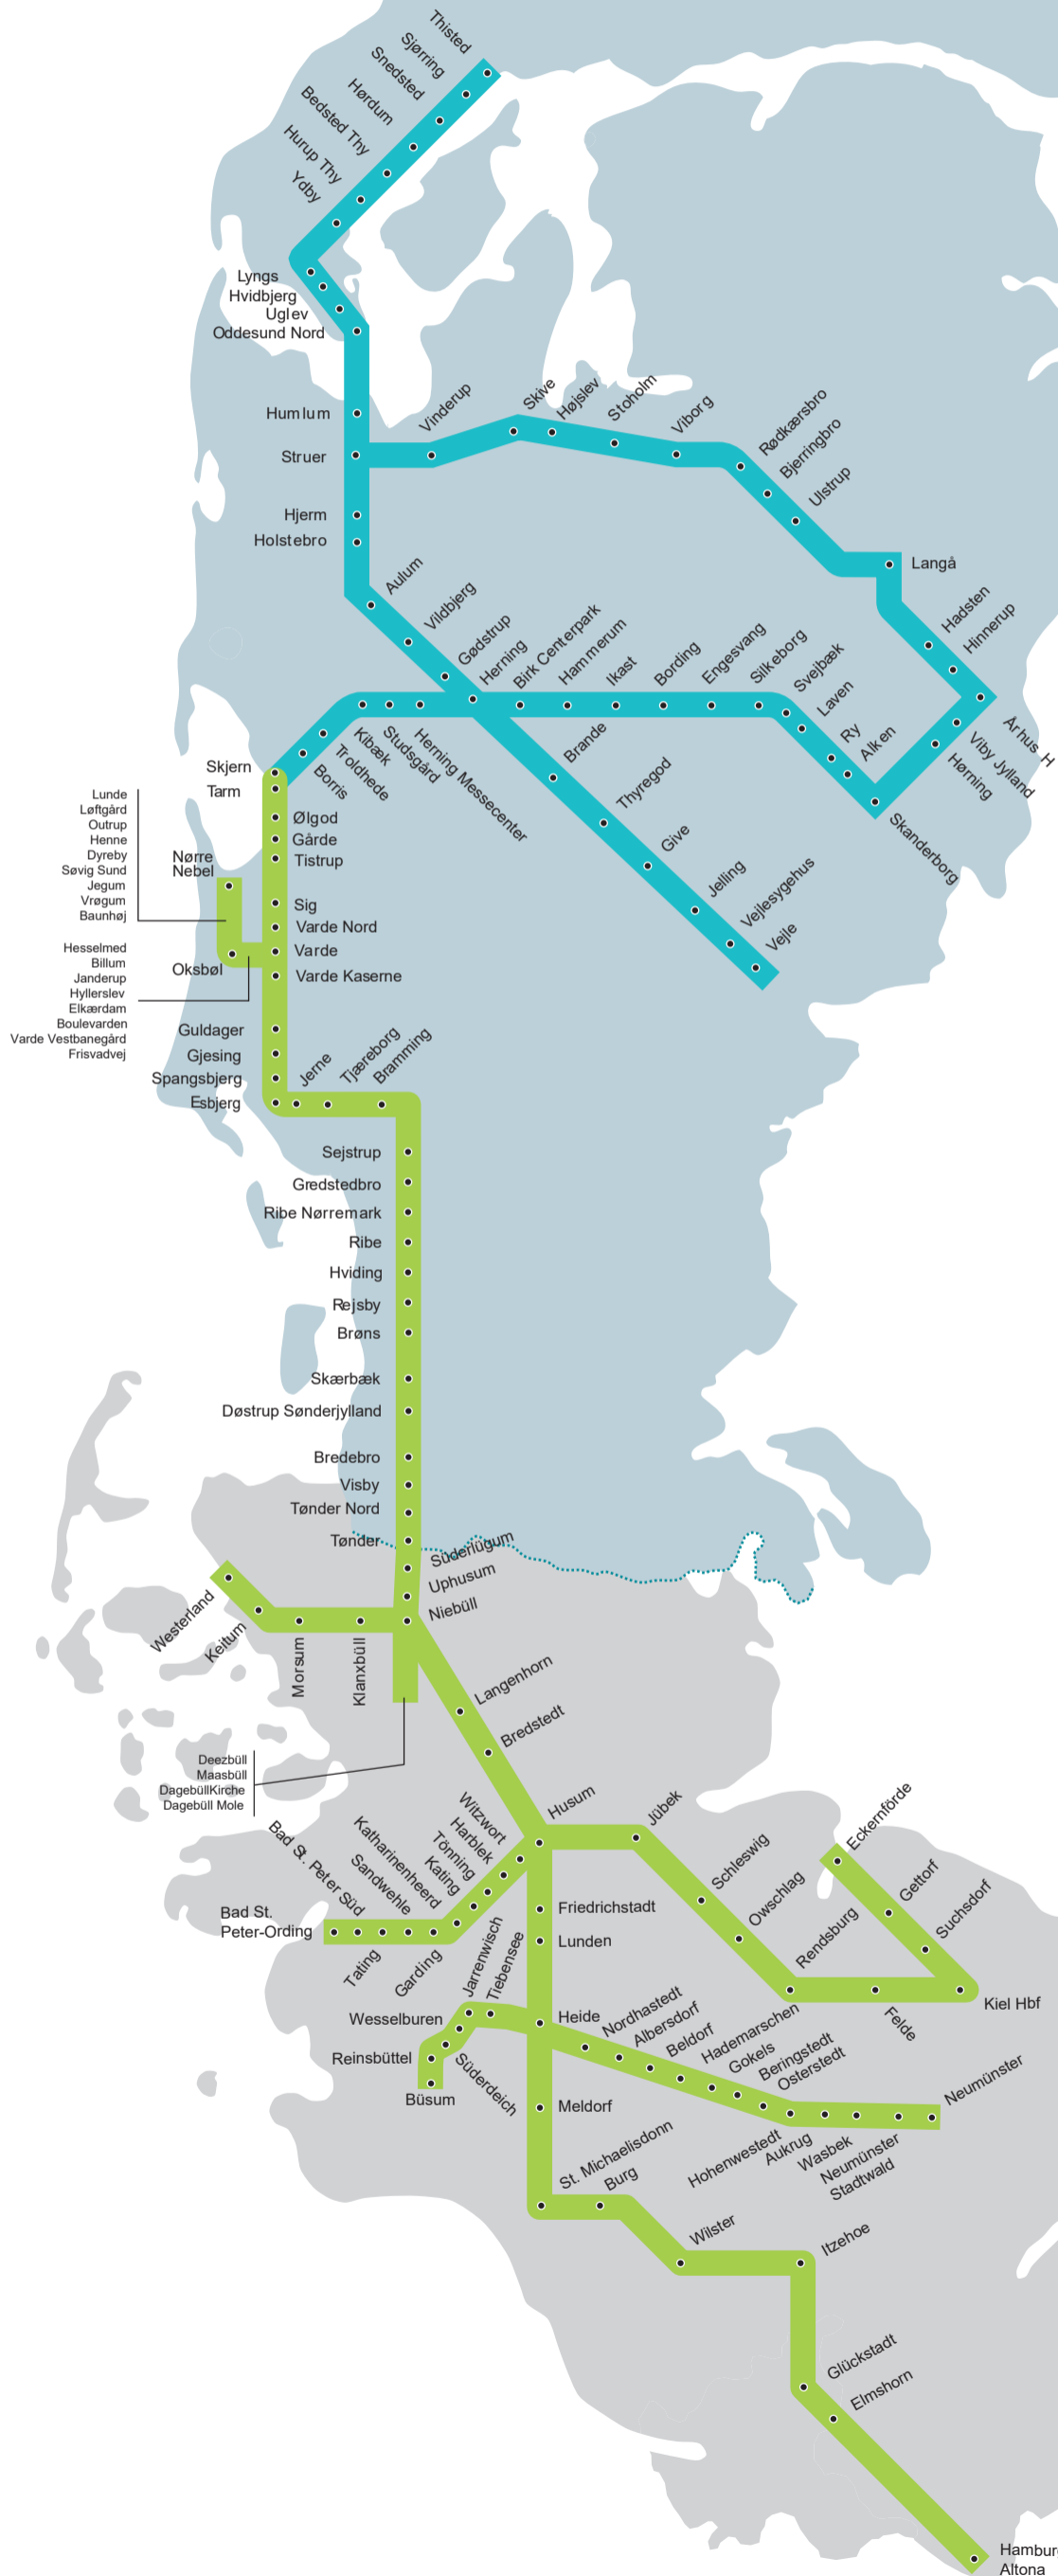 Thisted
Sjørring
Snedsted
Hørdum
Bedsted Thy
Hurup Thy
Ydby
Lyngs
Hvidbjerg
Uglev
Oddesund Nord
Humlum
Struer
Vinderup
Skive
Højslev
Stoholm
Viborg
Rødkærsbro
Bjerringbro
Ulstrup
Langå
Hadsten
Hinnerup
Århus H
Viby Jylland
Hørning
Skanderborg
Hjerm
Holstebro
Aulum
Vildbjerg
Gødstrup
Herning
Birk Centerpark
Hammerum
Ikast
Bording
Engesvang
Silkeborg
Svejbæk
Laven
Ry
Alken
Brande
Thyregod
Give
Jelling
Vejlesygehus
Vejle
Herning Messecenter
Studsgård
Kibæk
Troldhede
Borris
Skjern
Tarm
Ølgod
Gårde
Tistrup
Sig
Varde Nord
Varde
Varde Kaserne
Lunde
Løftgård
Outrup
Henne
Dyreby
Søvig Sund
Jegum
Vrøgum
Baunhøj
Nørre
Nebel
Oksbøl
Hesselmed
Billum
Janderup
Hyllerslev
Elkærdam
Boulevarden
Varde Vestbanegård
Frisvadvej
Guldager
Gjesing
Spangsbjerg
Esbjerg
Jerne
Tjæreborg
Bramming
Sejstrup
Gredstedbro
Ribe Nørremark
Ribe
Hviding
Rejsby
Brøns
Skærbæk
Døstrup Sønderjylland
Bredebro
Visby
Tønder Nord
Tønder
Süderlügum
Uphusum
Niebüll
Westerland
Keitum
Morsum
Klanxbüll
Deezbüll
Maasbüll
DagebüllKirche
Dagebüll Mole
Langenhorn
Bredstedt
Husum
Jübek
Schleswig
Owschlag
Rendsburg
Felde
Kiel Hbf
Suchsdorf
Gettorf
Eckernförde
Witzwort
Harblek
Tönning
Kating
Katharinenheerd
Garding
Sandwehle
Tating
Bad St. Peter Süd
Bad St.
Peter-Ording
Friedrichstadt
Lunden
Heide
Tiebensee
Jarrenwisch
Wesselburen
Süderdeich
Reinsbüttel
Büsum
Nordhastedt
Albersdorf
Beldorf
Hademarschen
Gokels
Beringstedt
Osterstedt
Hohenwestedt
Aukrug
Wasbek
Neumünster
Stadtwald
Neumünster
Meldorf
St. Michaelisdonn
Burg
Wilster
Itzehoe
Glückstadt
Elmshorn
Hambur
Altona